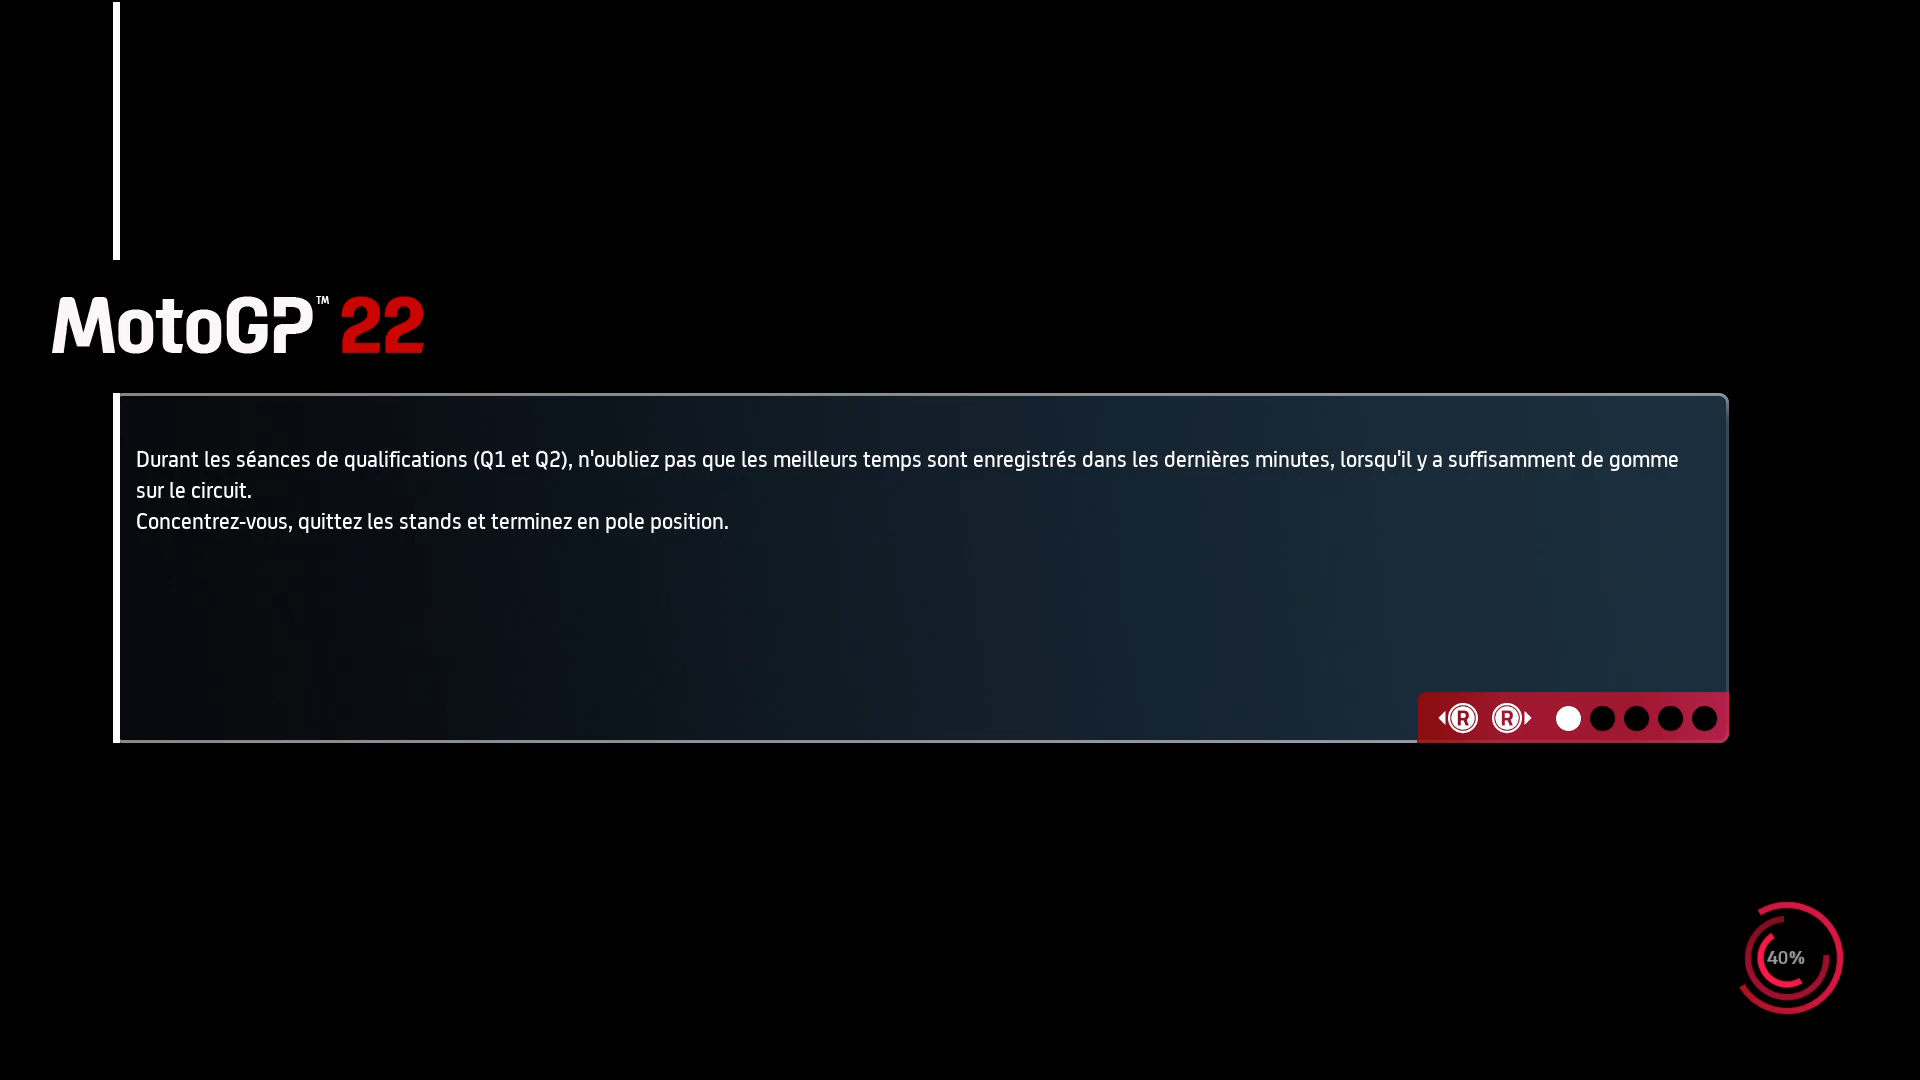 MotoGP™ 22
Durant les séances de qualifications (Q1 et Q2), n'oubliez pas que les meilleurs temps sont enregistrés dans les dernières minutes, lorsqu'il y a suffisamment de gomme
sur le circuit.
Concentrez-vous, quittez les stands et terminez en pole position.
R R
40%